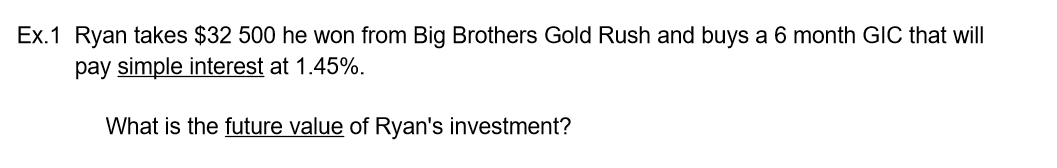 Ex.1 Ryan takes $32 500 he won from Big Brothers Gold Rush and buys a 6 month GIC that will
pay simple interest at 1.45%.
What is the future value of Ryan's investment?